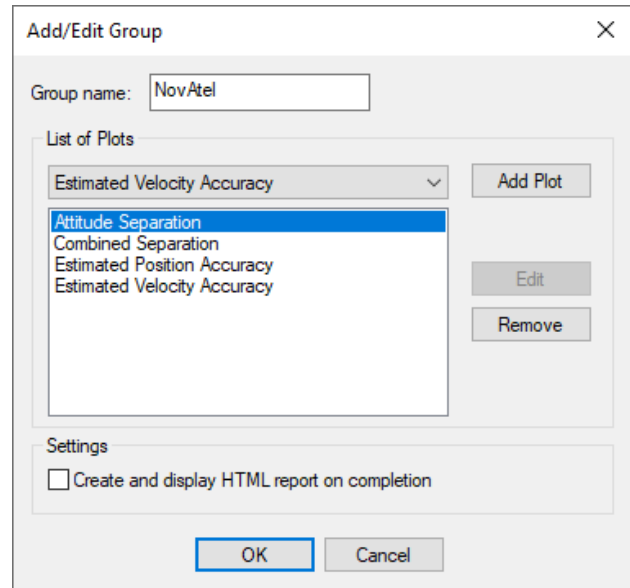 Add/Edit Group
Group name: NovAtel
List of Plots
Estimated Velocity Accuracy
Add Plot
Attitude Separation
Combined Separation
Estimated Position Accuracy
Estimated Velocity Accuracy
Edit
Remove
Settings
Create and display HTML report on completion
OK Cancel